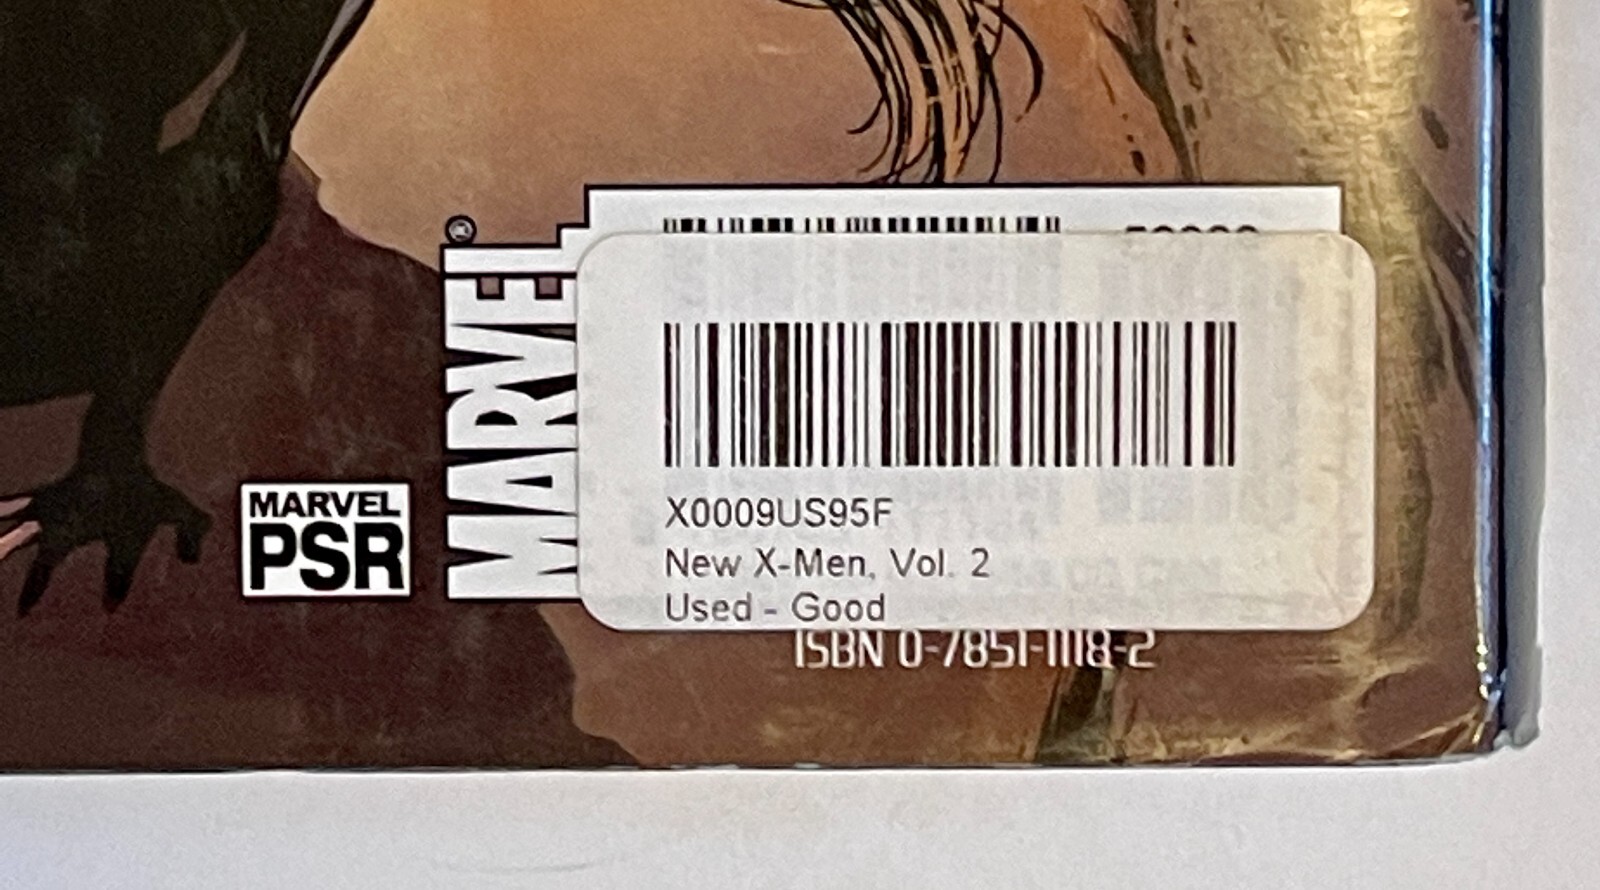 MARVEL
PSR
MARVEL
X0009US95F
New X-Men, Vol. 2
Used - Good
ISBN 0-7851-1118-2